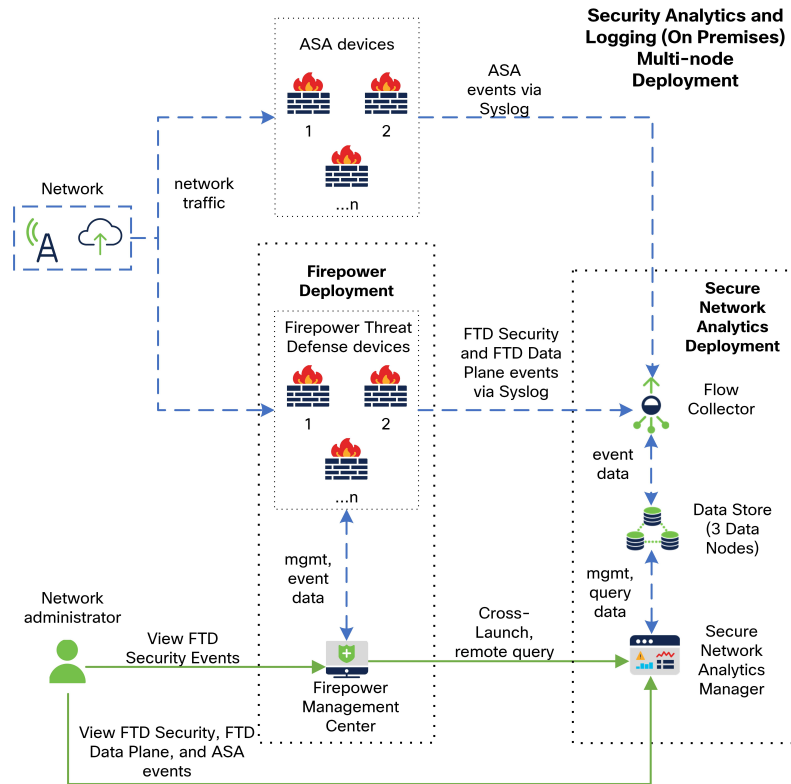 Security Analytics and
Logging (On Premises)
Multi-node
Deployment
ASA devices
1
2
...n
ASA
events via
Syslog
Network
network
traffic
Firepower
Deployment
Firepower Threat
Defense devices
1
2
...n
FTD Security
and FTD Data
Plane events
via Syslog
Secure
Network
Analytics
Deployment
Flow
Collector
event
data
Data Store
(3 Data
Nodes)
mgmt,
event
data
mgmt,
query
data
Network
administrator
View FTD
Security Events
Cross-
Launch,
remote query
Secure
Network
Analytics
Manager
Firepower
Management
Center
View FTD Security, FTD
Data Plane, and ASA
events